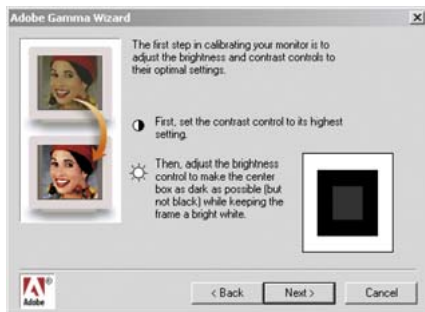 Adobe Gamma Wizard
The first step in calibrating your monitor is to
adjust the brightness and contrast controls to
their optimal settings.
First, set the contrast control to its highest
setting.
Then, adjust the brightness
control to make the center
box as dark as possible (but
not black) while keeping the
frame a bright white.
Adobe
< Back
Next >
Cancel